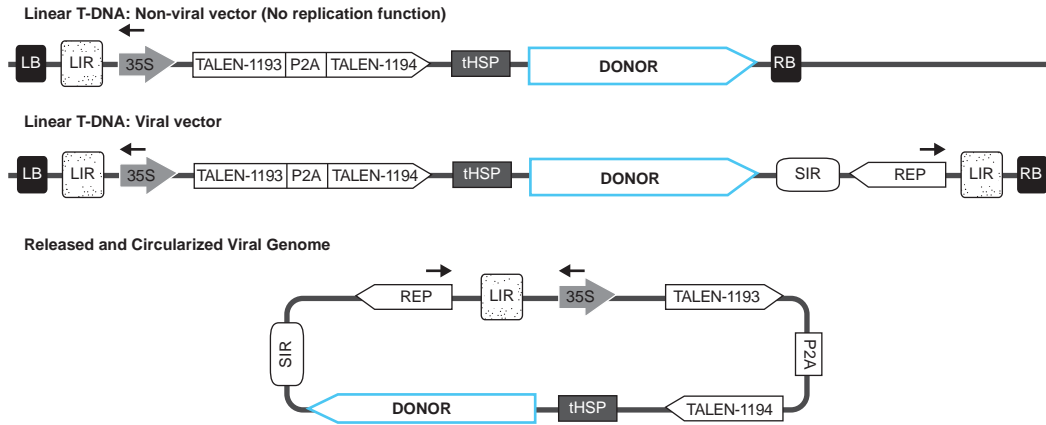 Linear T-DNA: Non-viral vector (No replication function)
LB LIR 35S TALEN-1193 P2A TALEN-1194 tHSP DONOR RB
Linear T-DNA: Viral vector
LB LIR 35S TALEN-1193 P2A TALEN-1194 tHSP DONOR SIR REP LIR RB
Released and Circularized Viral Genome
REP LIR 35S TALEN-1193
SIR P2A
DONOR tHSP TALEN-1194